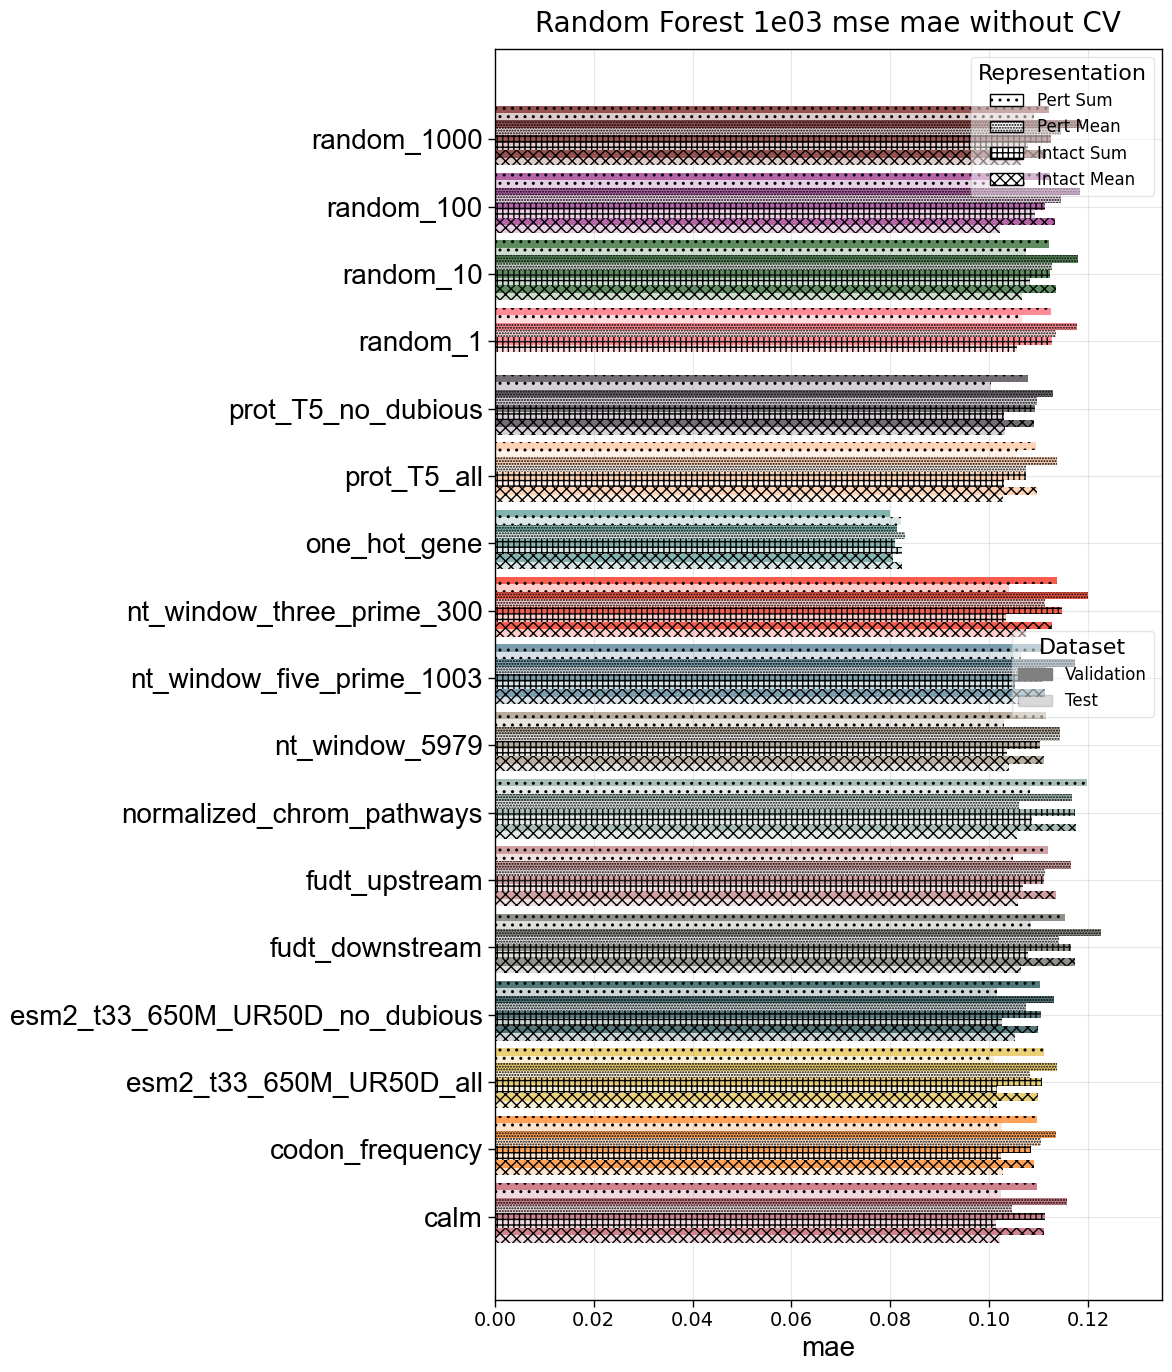 Random Forest 1e03 mse mae without CV
Representation
Pert Sum
Pert Mean
Intact Sum
Intact Mean
random_1000
random_100
random_10
random_1
prot_T5_no_dubious
prot_T5_all
one_hot_gene
nt_window_three_prime_300
nt_window_five_prime_1003
Dataset
Validation
Test
nt_window_5979
normalized_chrom_pathways
fudt_upstream
fudt_downstream
esm2_t33_650M_UR50D_no_dubious
esm2_t33_650M_UR50D_all
codon_frequency
calm
0.00 0.02 0.04 0.06 0.08 0.10 0.12
mae